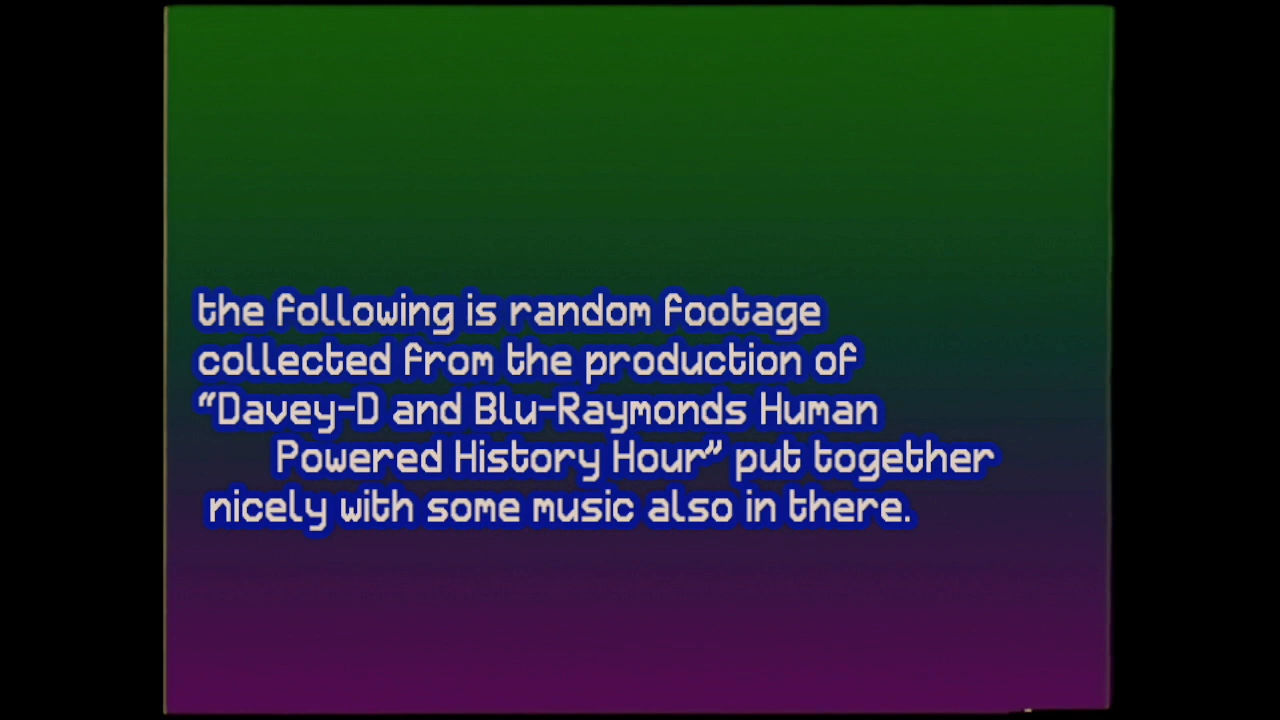 the following is random footage
collected from the production of
“Davey-D and Blu-Raymonds Human
Powered History Hour” put together
nicely with some music also in there.